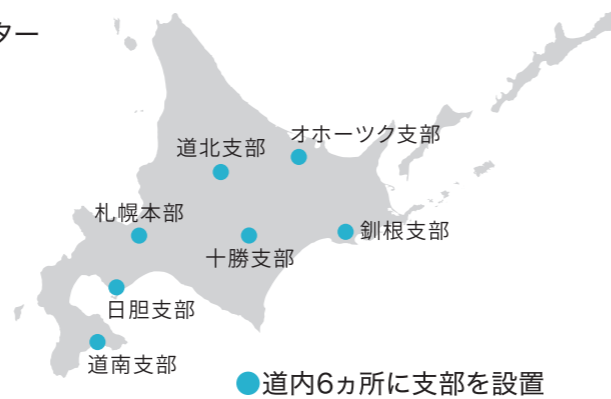 ター
オホーツク支部
道北支部
札幌本部
釧根支部
十勝支部
日胆支部
道南支部
●道内6ヵ所に支部を設置